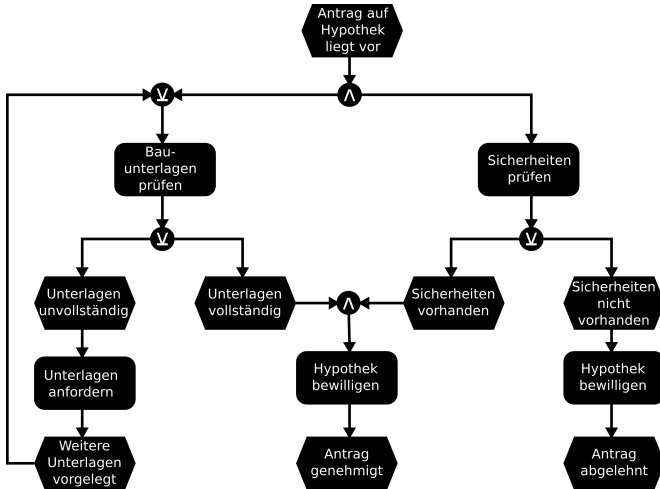 Antrag auf
Hypothek
liegt vor
Bau-
unterlagen
prüfen
Sicherheiten
prüfen
Unterlagen
unvollständig
Unterlagen
vollständig
Sicherheiten
vorhanden
Sicherheiten
nicht
vorhanden
Unterlagen
anfordern
Hypothek
bewilligen
Hypothek
bewilligen
Weitere
Unterlagen
vorgelegt
Antrag
genehmigt
Antrag
abgelehnt